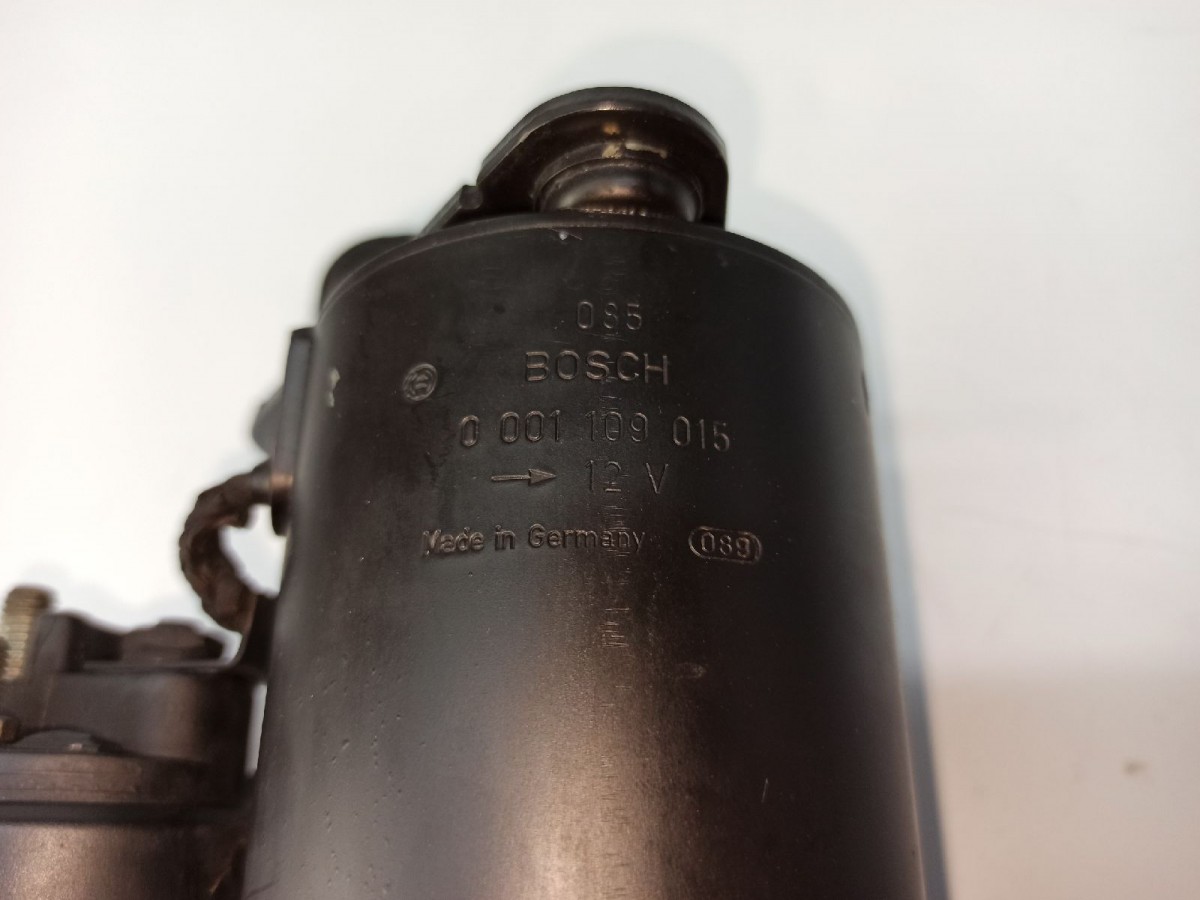 085
BOSCH
0 001 109 015
→ 12 V
Made in Germany 089